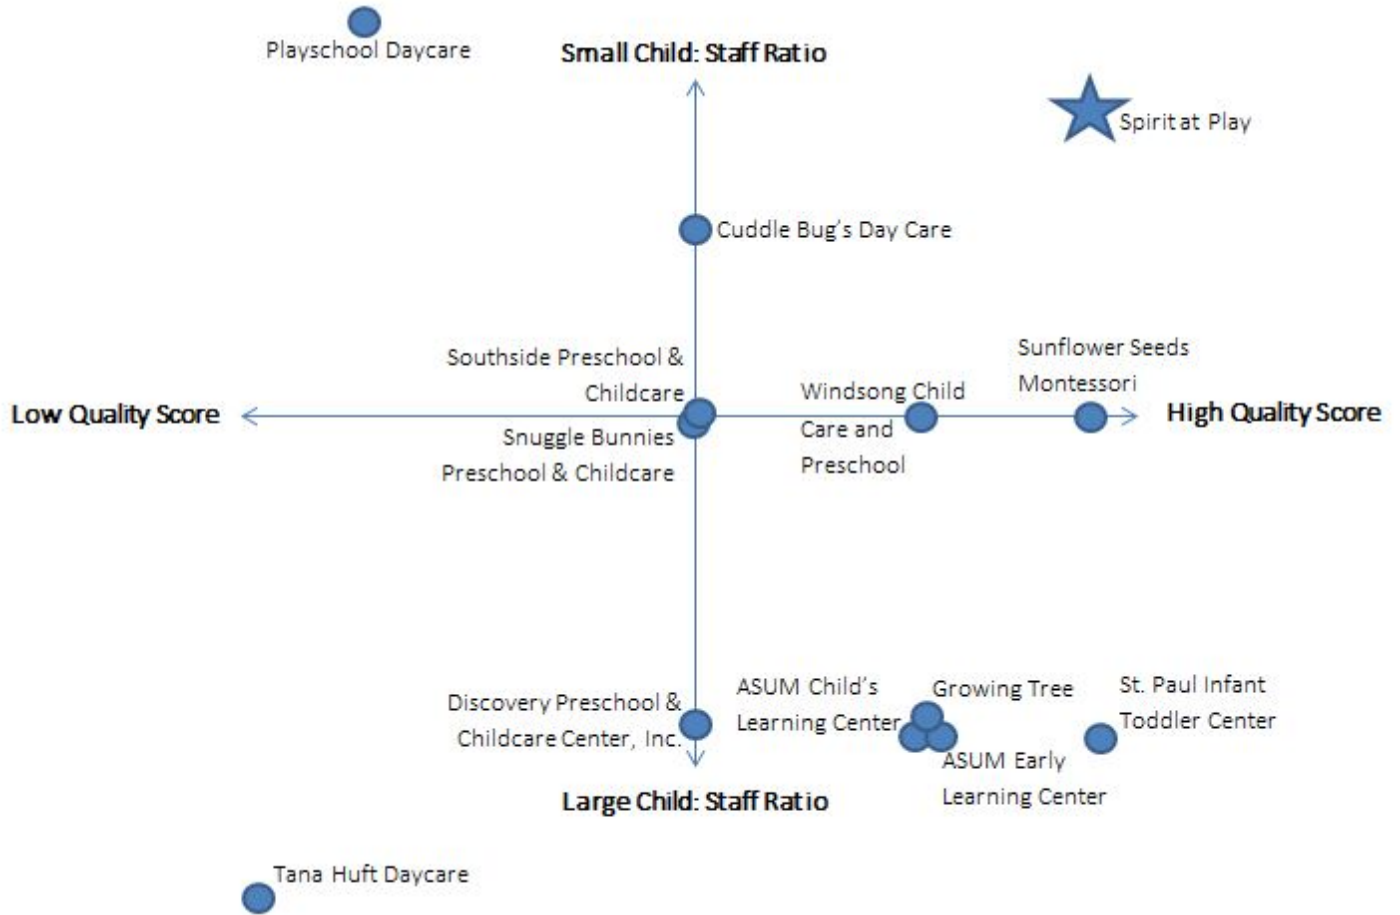 Playschool Daycare
Small Child: Staff Ratio
Spirit at Play
Cuddle Bug's Day Care
Southside Preschool &
Childcare
Windsong Child
Care and
Preschool
Sunflower Seeds
Montessori
Low Quality Score
High Quality Score
Snuggle Bunnies
Preschool & Childcare
Discovery Preschool &
Childcare Center, Inc.
ASUM Child's
Learning Center
Growing Tree
St. Paul Infant
Toddler Center
ASUM Early
Learning Center
Large Child: Staff Ratio
Tana Huft Daycare